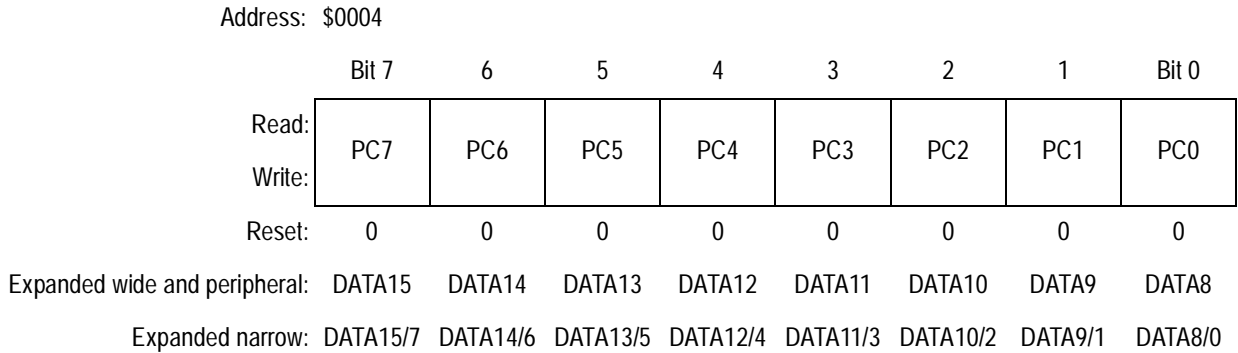 Address: $0004
Bit 7 6 5 4 3 2 1 Bit 0
Read:
PC7 PC6 PC5 PC4 PC3 PC2 PC1 PC0
Write:
Reset: 0 0 0 0 0 0 0 0
Expanded wide and peripheral: DATA15 DATA14 DATA13 DATA12 DATA11 DATA10 DATA9 DATA8
Expanded narrow: DATA15/7 DATA14/6 DATA13/5 DATA12/4 DATA11/3 DATA10/2 DATA9/1 DATA8/0